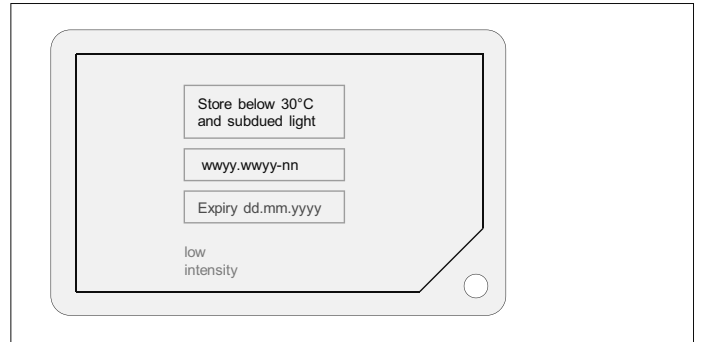 Store below 30°C
and subdued light
wwyy.wwyy-nn
Expiry dd.mm.yyyy
low
intensity